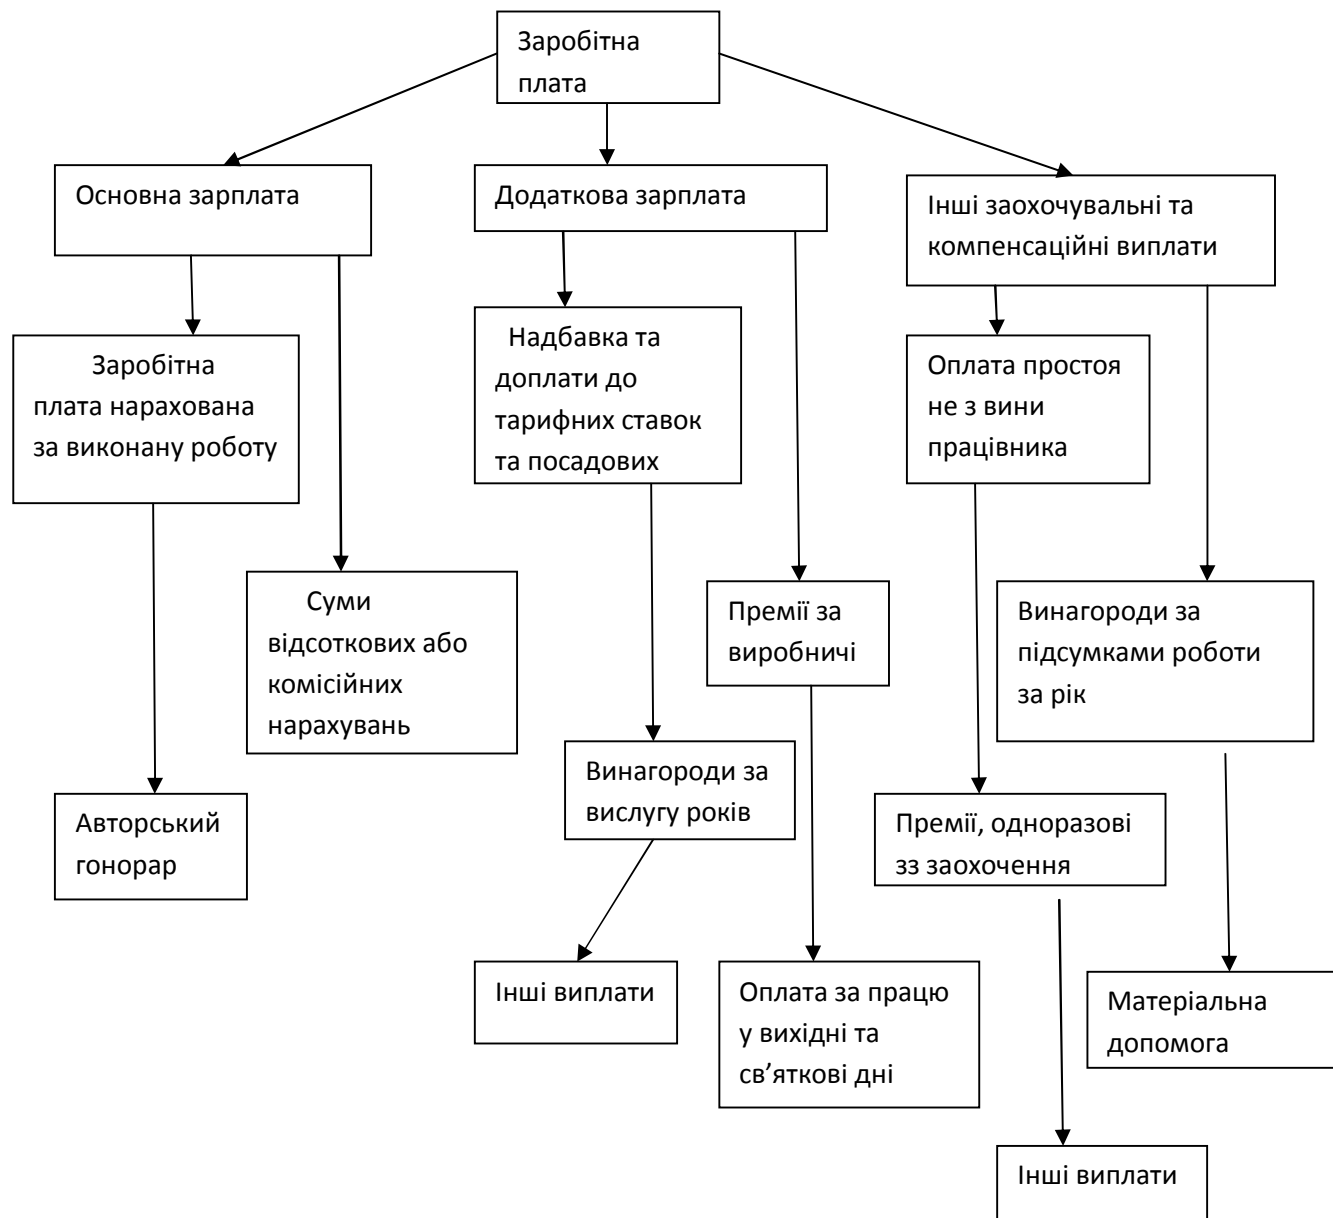 Заробітна
плата
Основна зарплата
Додаткова зарплата
Інші заохочувальні та
компенсаційні виплати
Заробітна
плата нарахована
за виконану роботу
Надбавка та
доплати до
тарифних ставок
та посадових
Оплата простоя
не з вини
працівника
Суми
відсоткових або
комісійних
нарахувань
Премії за
виробничі
Винагороди за
підсумками роботи
за рік
Винагороди за
вислугу років
Авторський
гонорар
Премії, одноразові
зз заохочення
Інші виплати
Оплата за працю
у вихідні та
св’яткові дні
Матеріальна
допомога
Інші виплати